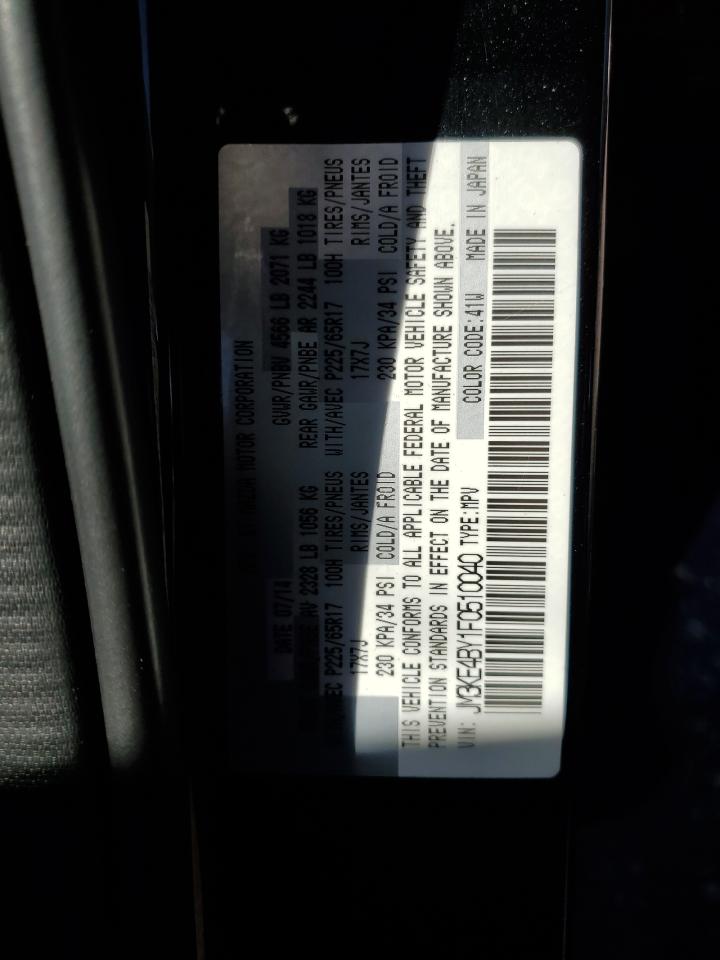 MAZDA MOTOR CORPORATION
DATE 07/14 GVWR/PNBV 4566 LB 2071 KG
AV 2328 LB 1056 KG REAR GAWR/PNBE AR 2244 LB 1018 KG
P225/65R17 100H TIRES/PNEUS WITH/AVEC P225/65R17 100H TIRES/PNEUS
17X7J RIMS/JANTES 17X7J RIMS/JANTES
230 KPA/34 PSI COLD/A FROID 230 KPA/34 PSI COLD/A FROID
THIS VEHICLE CONFORMS TO ALL APPLICABLE FEDERAL MOTOR VEHICLE SAFETY AND THEFT
PREVENTION STANDARDS IN EFFECT ON THE DATE OF MANUFACTURE SHOWN ABOVE.
VIN: JM3KE4BY1F0510040 TYPE:MPV COLOR CODE:41W MADE IN JAPAN